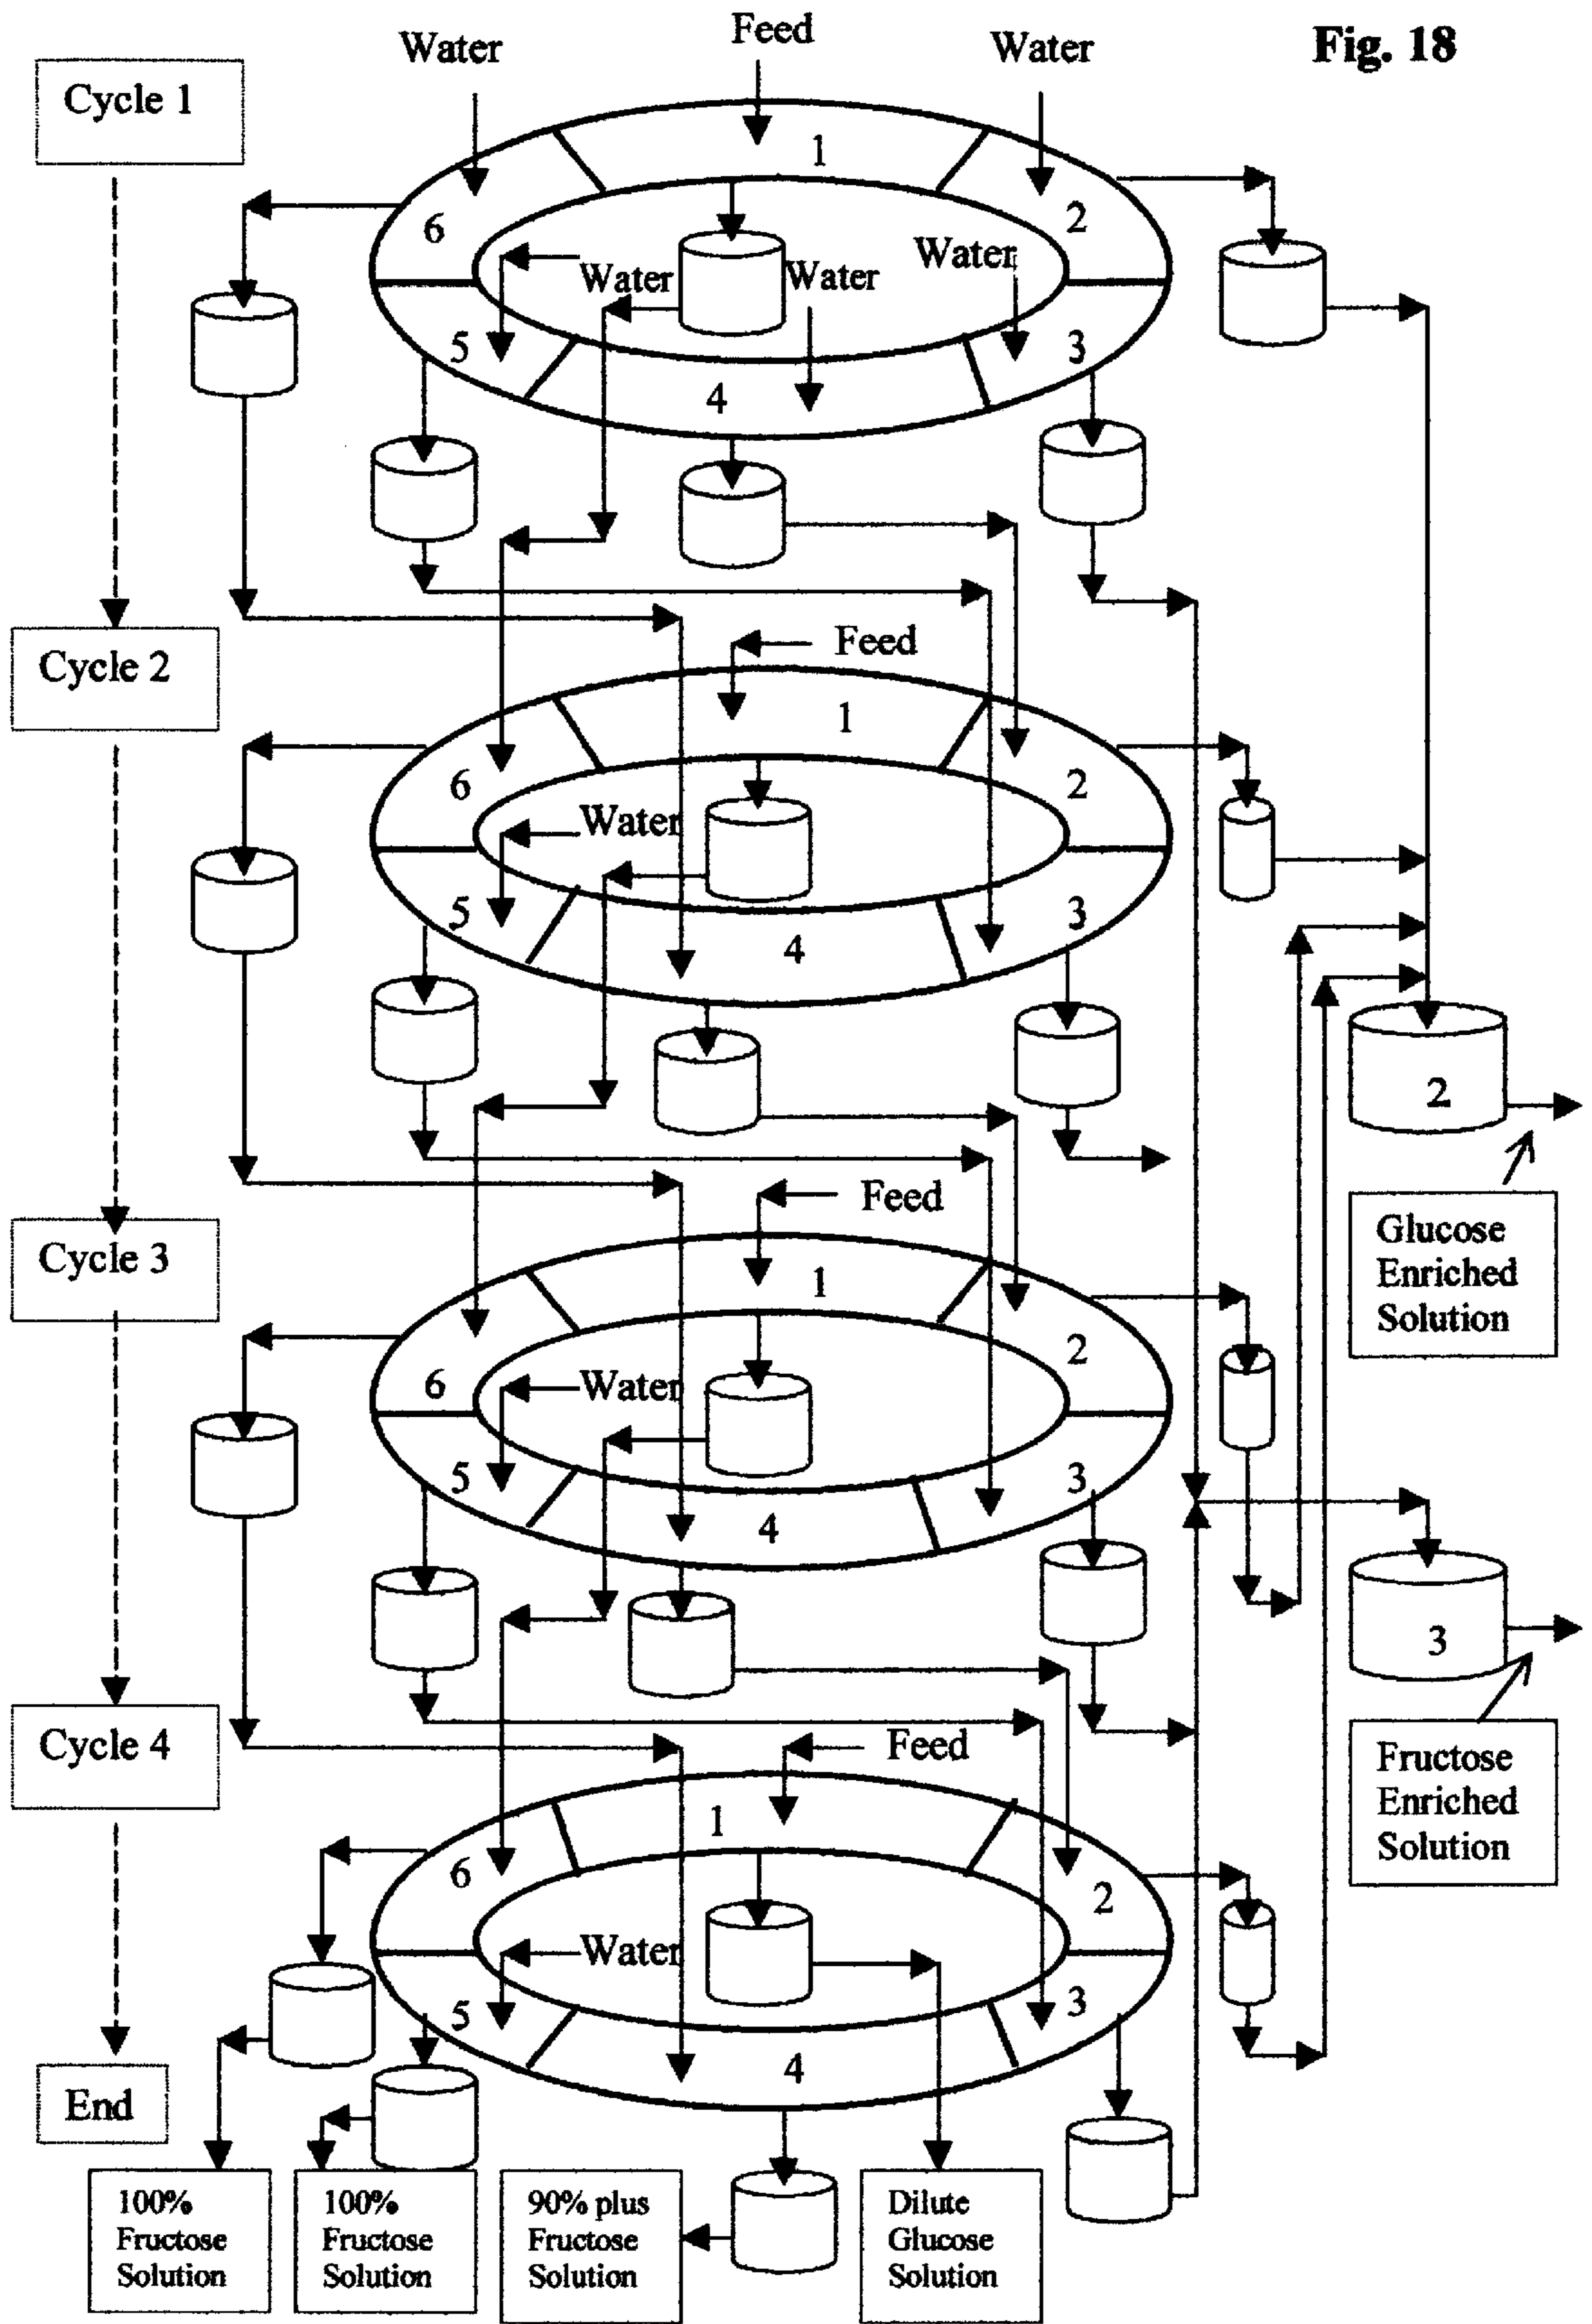 Fig. 18
Water
Feed
Water
Cycle 1
1
6
2
Water
Water
Water
5
3
4
Feed
Cycle 2
1
6
2
Water
5
3
4
2
Feed
Glucose
Enriched
Solution
Cycle 3
1
2
6
Water
5
3
4
3
Cycle 4
Feed
Fructose
Enriched
Solution
1
6
2
Water
5
3
4
End
100%
Fructose
Solution
100%
Fructose
Solution
90% plus
Fructose
Solution
Dilute
Glucose
Solution